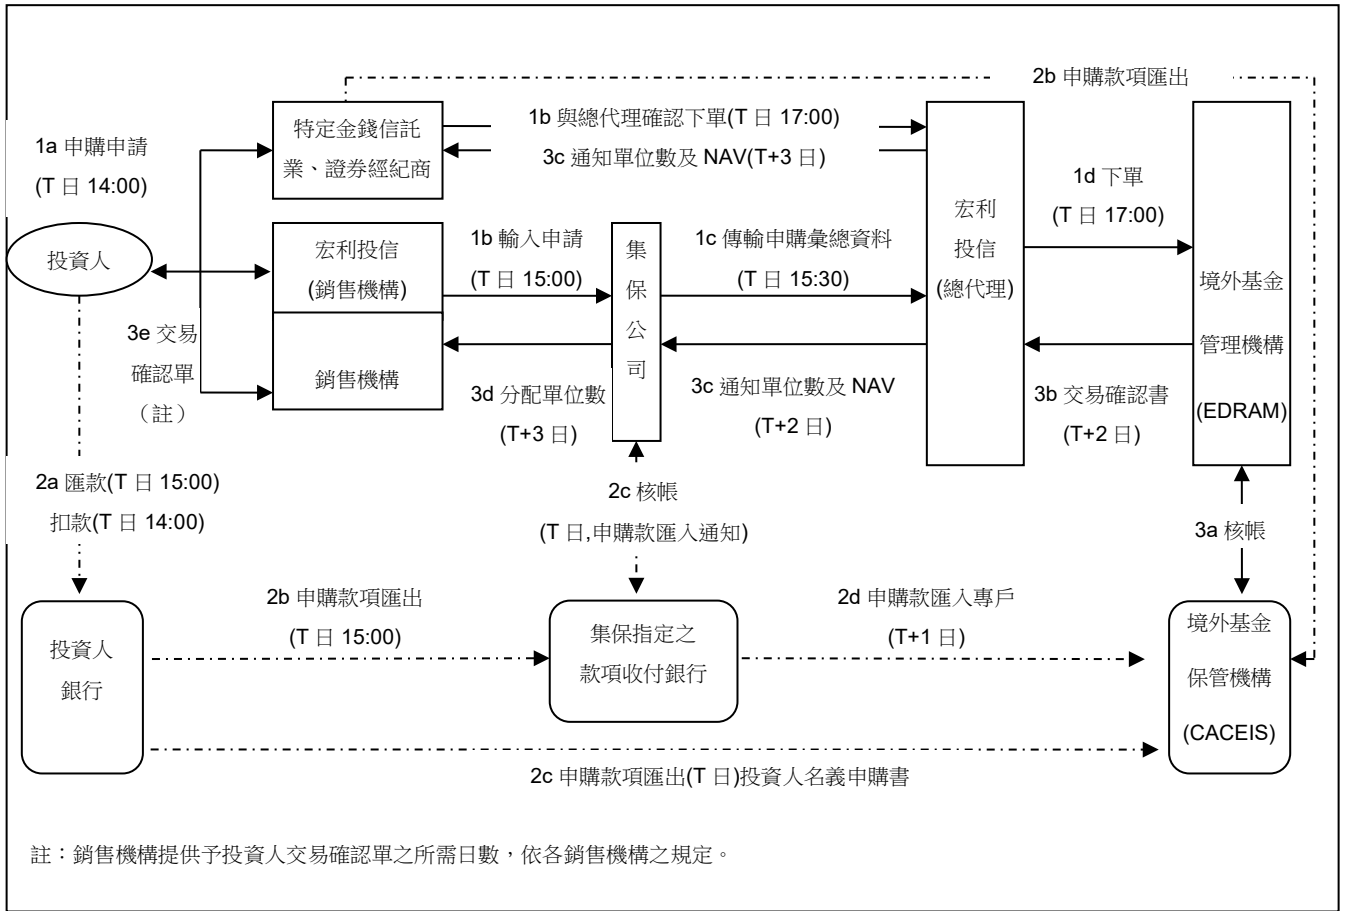 2b 申購款項匯出
特定金錢信託
業、證券經紀商
1b 與總代理確認下單(T 日 17:00)
3c 通知單位數及 NAV(T+3 日)
1a 申購申請
(T 日 14:00)
1d 下單
(T 日 17:00)
投資人
宏利投信
(銷售機構)
銷售機構
1b 輸入申請
(T 日 15:00)
集
保
公
司
1c 傳輸申購彙總資料
(T 日 15:30)
宏利
投信
(總代理)
境外基金
管理機構
(EDRAM)
3e 交易
確認單
（註）
3d 分配單位數
(T+3 日)
3c 通知單位數及 NAV
(T+2 日)
3b 交易確認書
(T+2 日)
2a 匯款(T 日 15:00)
扣款(T 日 14:00)
2c 核帳
(T 日,申購款匯入通知)
3a 核帳
投資人
銀行
2b 申購款項匯出
(T 日 15:00)
集保指定之
款項收付銀行
2d 申購款匯入專戶
(T+1 日)
境外基金
保管機構
(CACEIS)
2c 申購款項匯出(T 日)投資人名義申購書
註：銷售機構提供予投資人交易確認單之所需日數，依各銷售機構之規定。